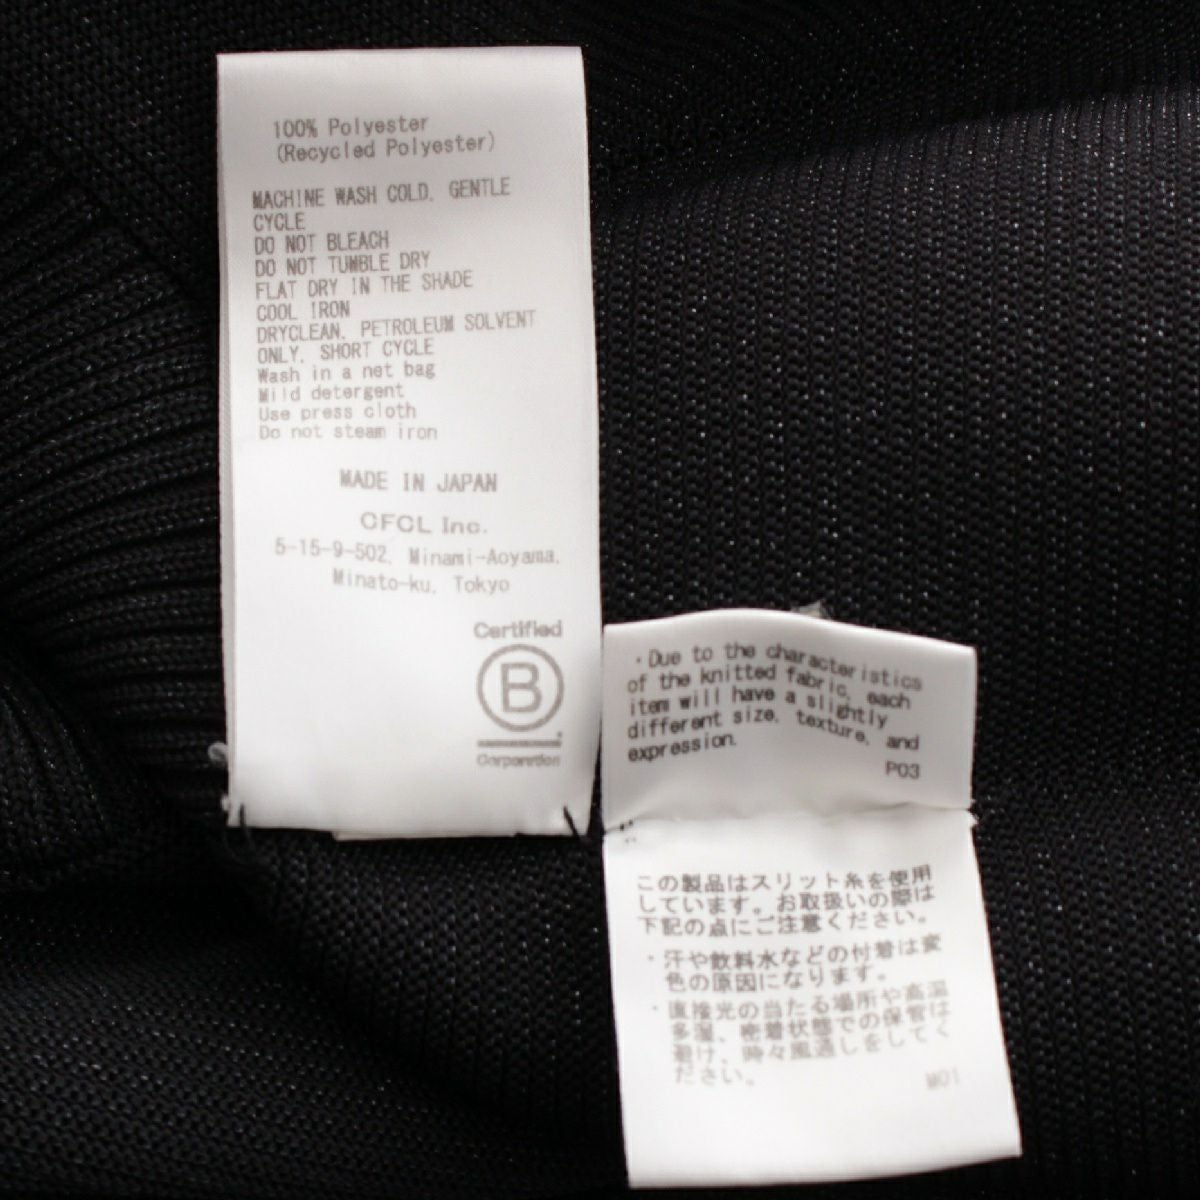 100% Polyester
(Recycled Polyester)
MACHINE WASH COLD, GENTLE
CYCLE
DO NOT BLEACH
DO NOT TUMBLE DRY
FLAT DRY IN THE SHADE
COOL IRON
DRYCLEAN, PETROLEUM SOLVENT
ONLY, SHORT CYCLE
Wash in a net bag
Mild detergent
Use press cloth
Do not steam iron
MADE IN JAPAN
CFCL Inc.
5-15-9-502, Minami-Aoyama,
Minato-ku, Tokyo
Certified
B
Corporation
・Due to the characteristics
of the knitted fabric, each
item will have a slightly
different size, texture, and
expression.
P03
この製品はスリット糸を使用
しています。お取扱いの際は
下記の点にご注意ください。
・汗や飲料水などの付着は変
色の原因になります。
・直接光の当たる場所や高温
多湿、密着状態での保管は
避け、時々風通しをしてく
ださい。
M01